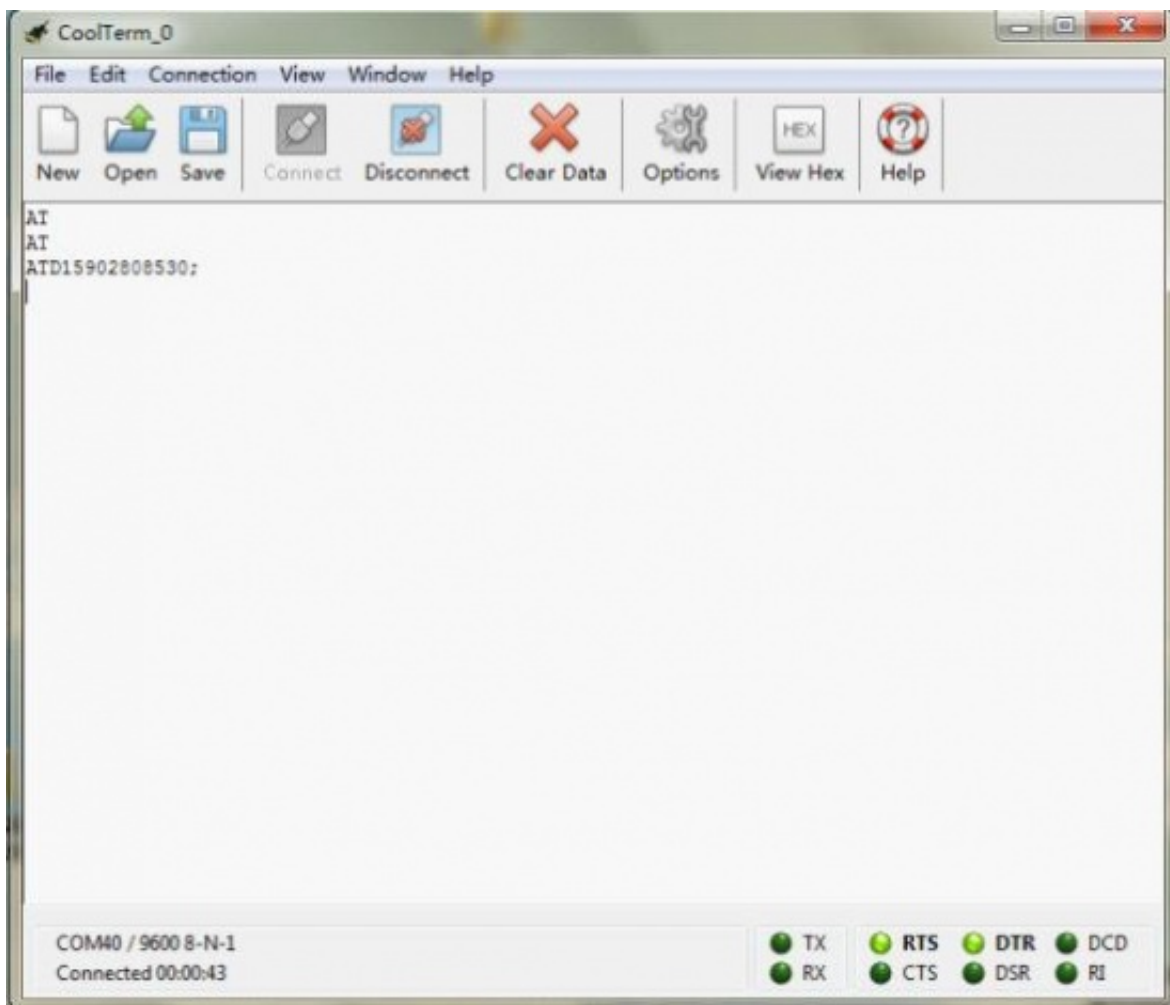 CoolTerm_0
File Edit Connection View Window Help
HEX
New Open Save Connect Disconnect Clear Data Options View Hex Help
AT
AT
ATD15902808530;
COM40 / 9600 8-N-1
Connected 00:00:43
TX RTS DTR DCD
RX CTS DSR RI